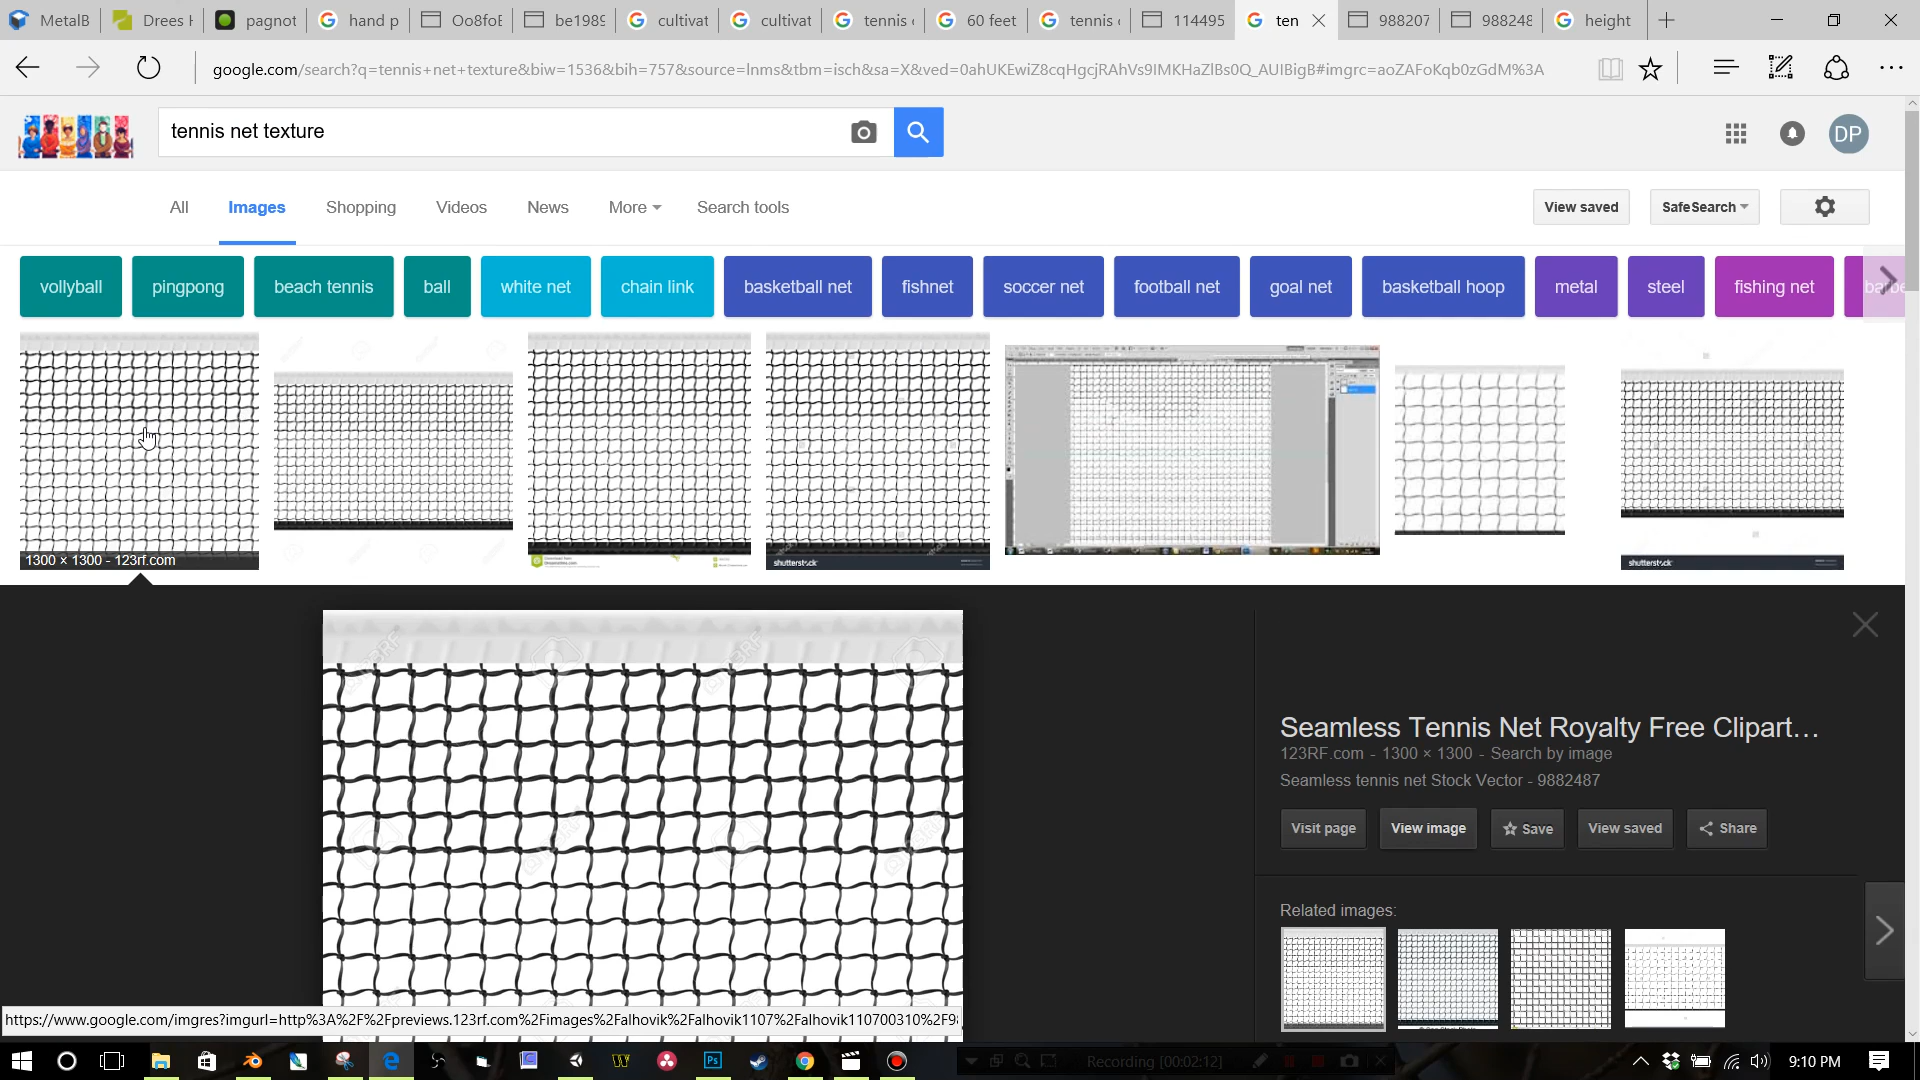 MetalB
Drees H
pagnot
hand p
Oo8foE
be1989
cultivat
cultivat
tennis c
60 feet
tennis c
114495
ten
988207
988248
height
google.com/search?q=tennis+net+texture&biw=1536&bih=757&source=lnms&tbm=isch&sa=X&ved=0ahUKEwiZ8cqHgcjRAhVs9IMKHaZlBs0Q_AUIBigB#imgrc=aoZAFoKqb0zGdM%3A
tennis net texture
DP
All Images Shopping Videos News More Search tools
View saved SafeSearch
vollyball pingpong beach tennis ball white net chain link basketball net fishnet soccer net football net goal net basketball hoop metal steel fishing net barbe
1300 × 1300 - 123rf.com
shutterstock
shutterstock
Seamless Tennis Net Royalty Free Clipart...
123RF.com - 1300 × 1300 - Search by image
Seamless tennis net Stock Vector - 9882487
Visit page View image Save View saved Share
Related images:
https://www.google.com/imgres?imgurl=http%3A%2F%2Fpreviews.123rf.com%2Fimages%2Falhovik%2Falhovik1107%2Falhovik110700310%2F98
Recording [00:02:12]
9:10 PM